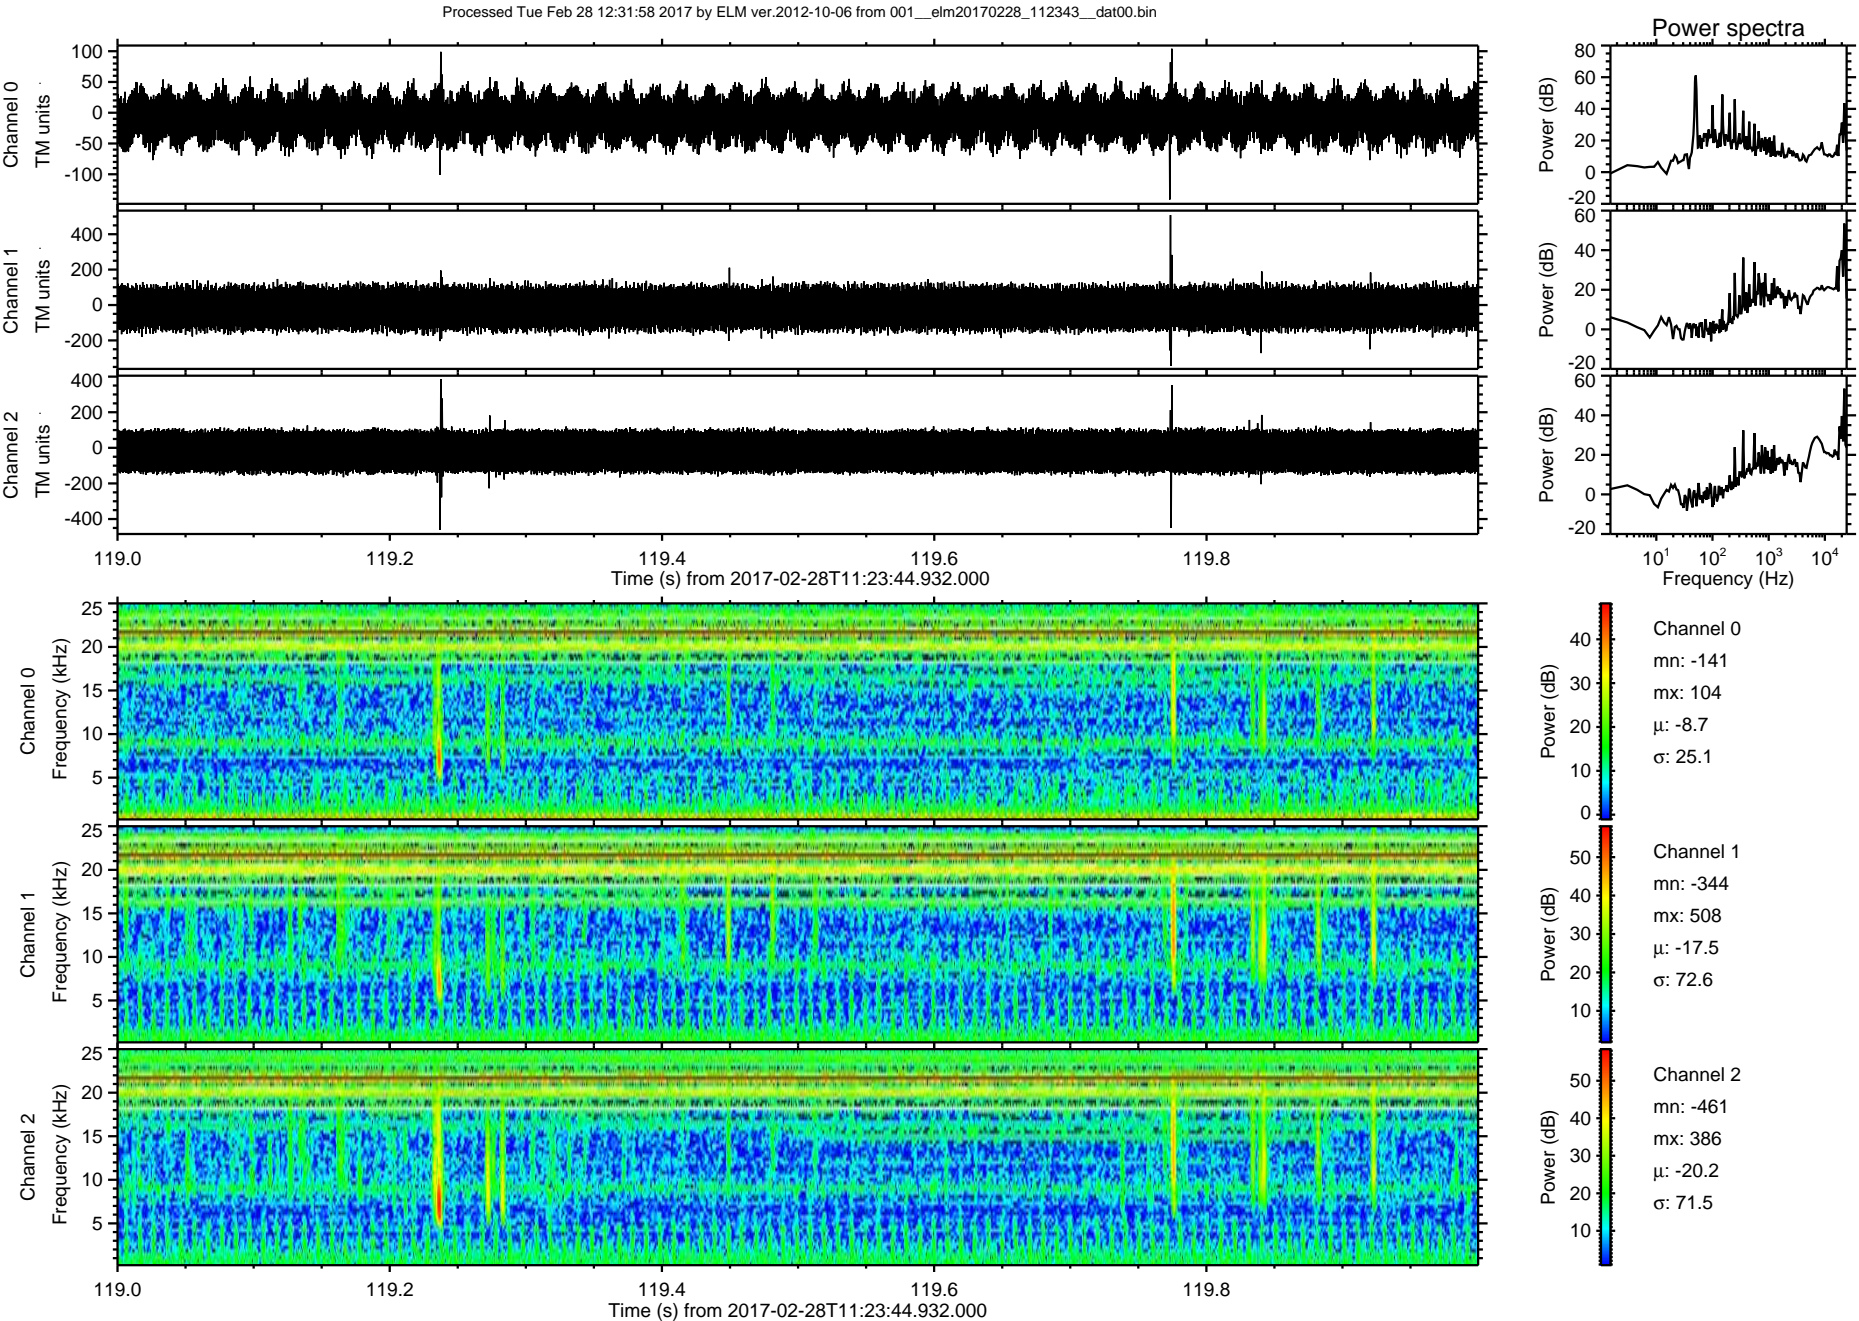 Processed Tue Feb 28 12:31:58 2017 by ELM ver.2012-10-06 from 001__elm20170228_112343__dat00.bin
Power spectra
Channel 0
TM units
100
50
0
-50
-100
Power (dB)
80
60
40
20
0
-20
Channel 1
TM units
400
200
0
-200
Power (dB)
60
40
20
0
-20
Channel 2
TM units
400
200
0
-200
-400
Power (dB)
60
40
20
0
-20
119.0 119.2 119.4 119.6 119.8
Time (s) from 2017-02-28T11:23:44.932.000
10¹ 10² 10³ 10⁴
Frequency (Hz)
Channel 0
Frequency (kHz)
25
20
15
10
5
Power (dB)
40
30
20
10
0
Channel 0
mn: -141
mx: 104
µ: -8.7
σ: 25.1
Channel 1
Frequency (kHz)
25
20
15
10
5
Power (dB)
50
40
30
20
10
Channel 1
mn: -344
mx: 508
µ: -17.5
σ: 72.6
Channel 2
Frequency (kHz)
25
20
15
10
5
Power (dB)
50
40
30
20
10
Channel 2
mn: -461
mx: 386
µ: -20.2
σ: 71.5
119.0 119.2 119.4 119.6 119.8
Time (s) from 2017-02-28T11:23:44.932.000